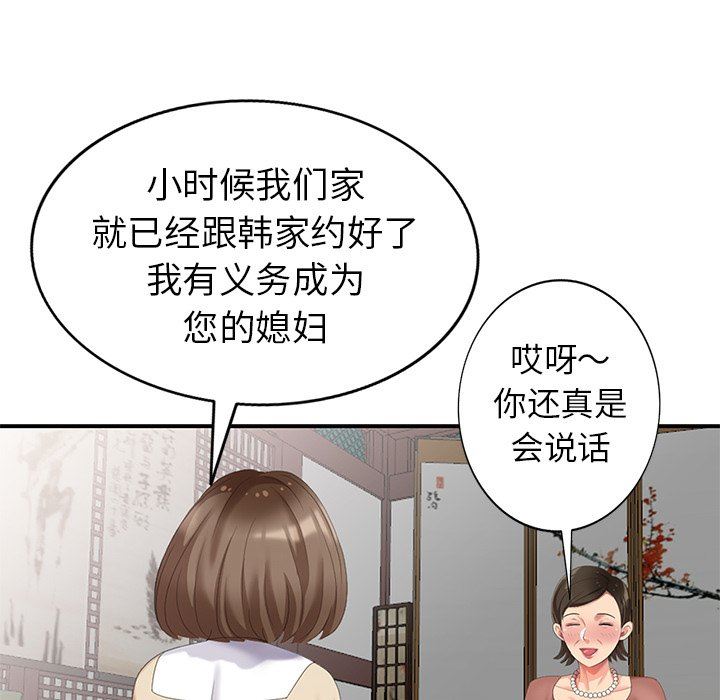 小时候我们家
就已经跟韩家约好了
我有义务成为
您的媳妇
哎呀～
你还真是
会说话